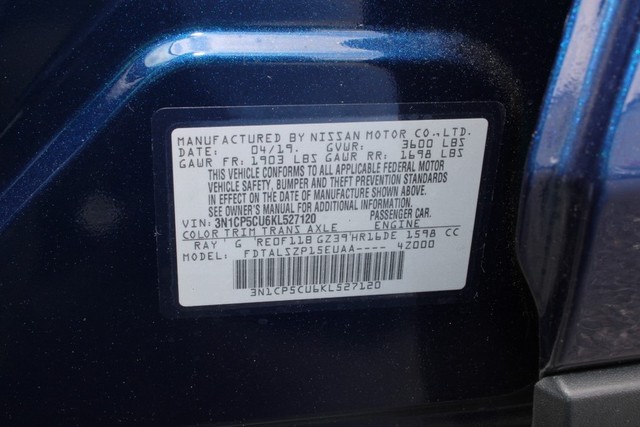 MANUFACTURED BY NISSAN MOTOR CO., LTD.
DATE: 04/19. GVWR: 3600 LBS
GAWR FR: 1903 LBS GAWR RR: 1698 LBS
THIS VEHICLE CONFORMS TO ALL APPLICABLE FEDERAL MOTOR
VEHICLE SAFETY, BUMPER AND THEFT PREVENTION STANDARDS
IN EFFECT ON THE DATE OF MANUFACTURE SHOWN ABOVE.
SEE OWNER'S MANUAL FOR ADDITIONAL INFORMATION.
VIN: 3N1CP5CU6KL527120 PASSENGER CAR.
COLOR TRIM TRANS AXLE ENGINE
RAY G RE0F11B GZ39 HR16DE 1598 CC
MODEL: FDTALSZP15EUAA---- 42000
3N1CP5CU6KL527120